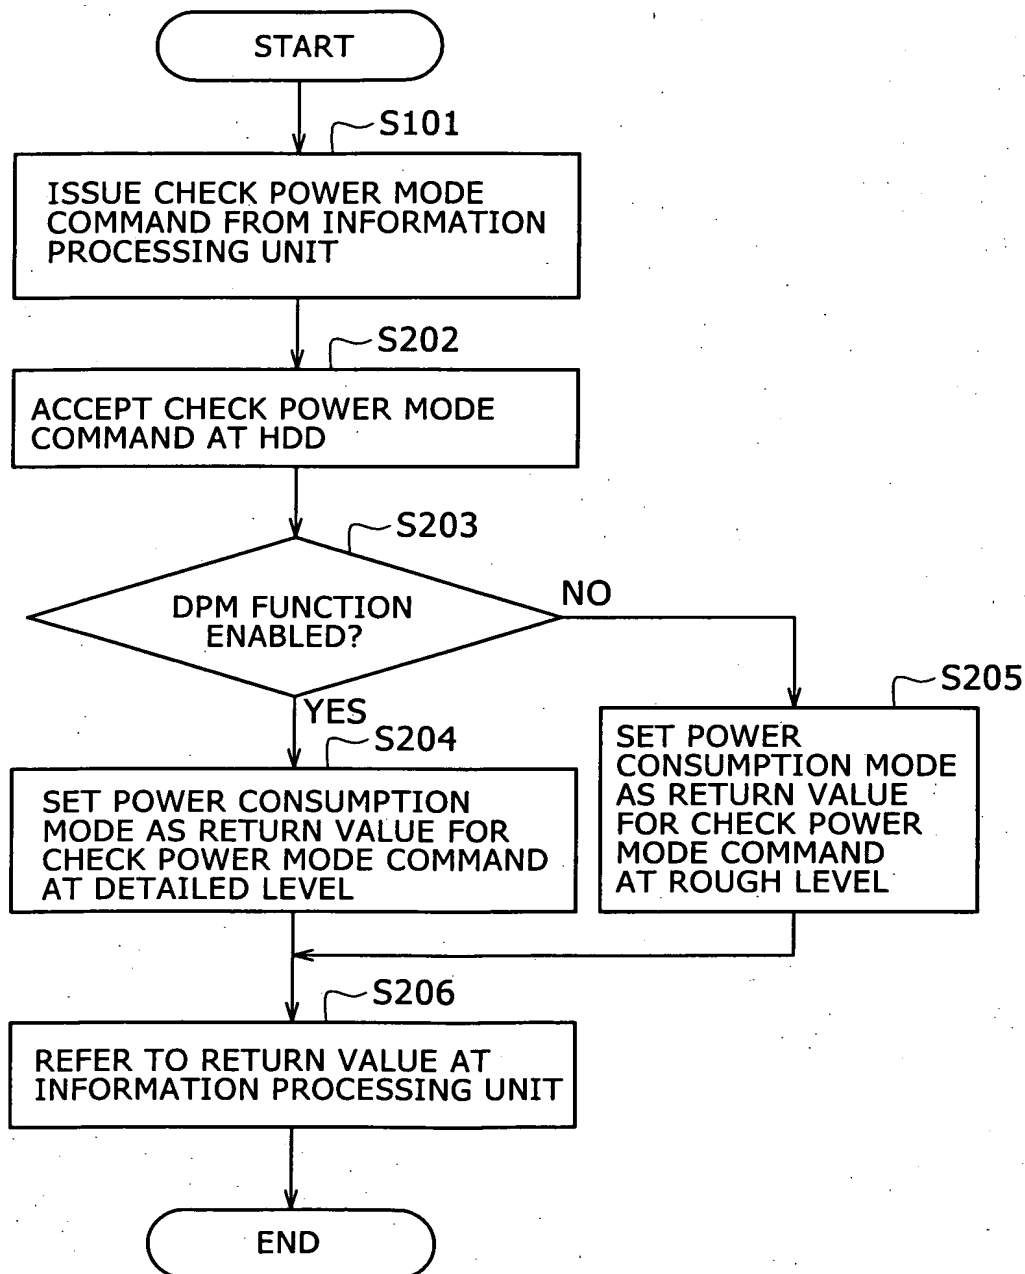 START
S101
ISSUE CHECK POWER MODE
COMMAND FROM INFORMATION
PROCESSING UNIT
S202
ACCEPT CHECK POWER MODE
COMMAND AT HDD
S203
DPM FUNCTION
ENABLED?
NO
YES
S204
SET POWER CONSUMPTION
MODE AS RETURN VALUE FOR
CHECK POWER MODE COMMAND
AT DETAILED LEVEL
S205
SET POWER
CONSUMPTION MODE
AS RETURN VALUE
FOR CHECK POWER
MODE COMMAND
AT ROUGH LEVEL
S206
REFER TO RETURN VALUE AT
INFORMATION PROCESSING UNIT
END